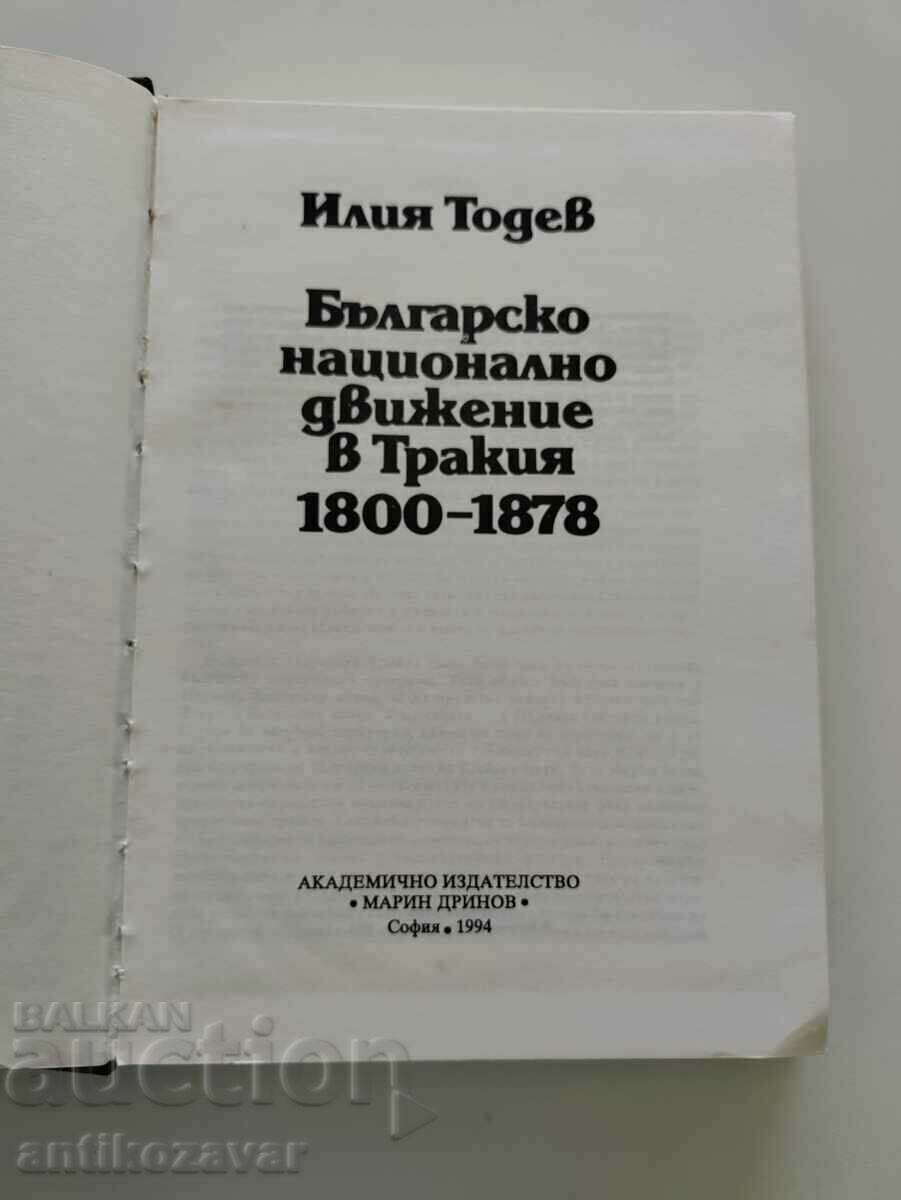 Илия Тодев
Българско
национално
движение
в Тракия
1800-1878
АКАДЕМИЧНО ИЗДАТЕЛСТВО
• МАРИН ДРИНОВ •
София • 1994
BALKAN
auction
antikozavar